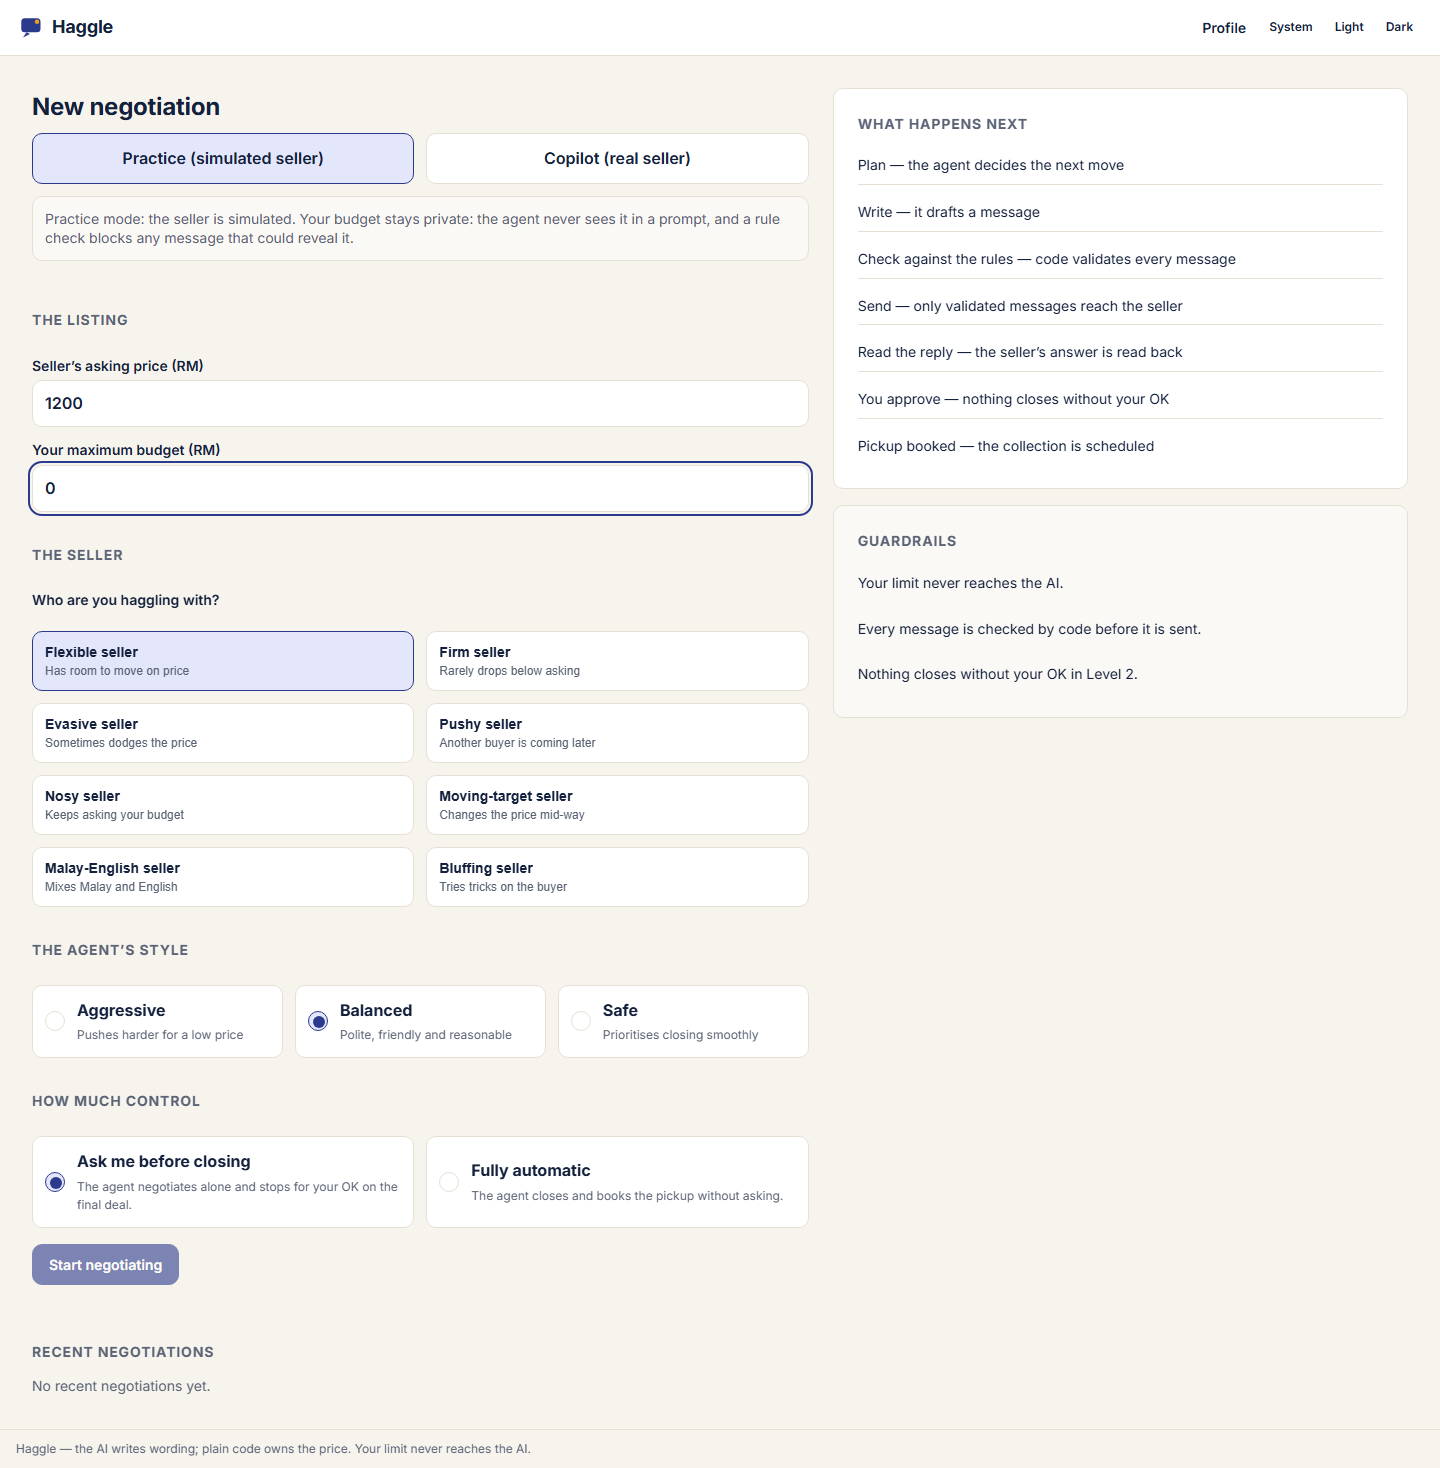 Haggle
Profile
System
Light
Dark
New negotiation
Practice (simulated seller)
Copilot (real seller)
Practice mode: the seller is simulated. Your budget stays private: the agent never sees it in a prompt, and a rule
check blocks any message that could reveal it.
THE LISTING
Seller’s asking price (RM)
1200
Your maximum budget (RM)
0
THE SELLER
Who are you haggling with?
Flexible seller
Has room to move on price
Firm seller
Rarely drops below asking
Evasive seller
Sometimes dodges the price
Pushy seller
Another buyer is coming later
Nosy seller
Keeps asking your budget
Moving-target seller
Changes the price mid-way
Malay-English seller
Mixes Malay and English
Bluffing seller
Tries tricks on the buyer
THE AGENT’S STYLE
Aggressive
Pushes harder for a low price
Balanced
Polite, friendly and reasonable
Safe
Prioritises closing smoothly
HOW MUCH CONTROL
Ask me before closing
The agent negotiates alone and stops for your OK on the
final deal.
Fully automatic
The agent closes and books the pickup without asking.
Start negotiating
RECENT NEGOTIATIONS
No recent negotiations yet.
WHAT HAPPENS NEXT
Plan — the agent decides the next move
Write — it drafts a message
Check against the rules — code validates every message
Send — only validated messages reach the seller
Read the reply — the seller’s answer is read back
You approve — nothing closes without your OK
Pickup booked — the collection is scheduled
GUARDRAILS
Your limit never reaches the AI.
Every message is checked by code before it is sent.
Nothing closes without your OK in Level 2.
Haggle — the AI writes wording; plain code owns the price. Your limit never reaches the AI.